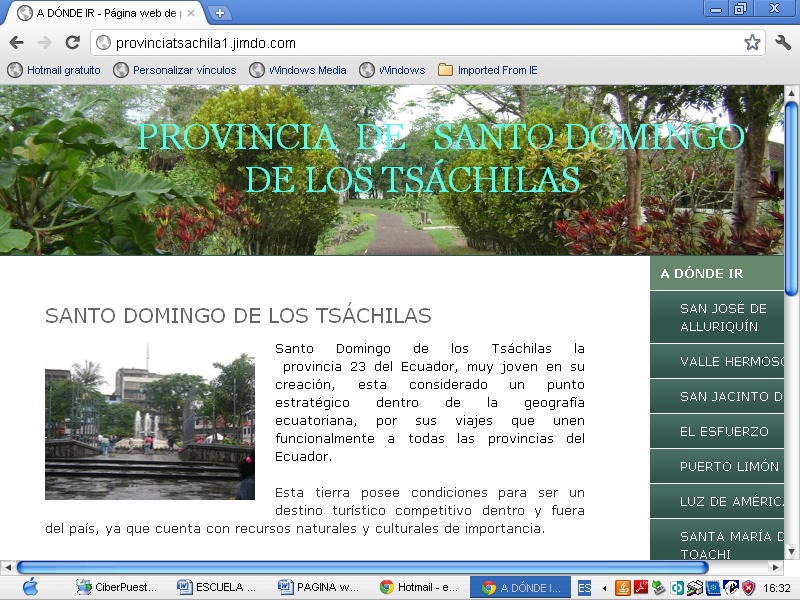 A DÓNDE IR - Página web de
provinciatsachila1.jimdo.com
Hotmail gratuito Personalizar vínculos Windows Media Windows Imported From IE
PROVINCIA DE SANTO DOMINGO
DE LOS TSÁCHILAS
SANTO DOMINGO DE LOS TSÁCHILAS
Santo Domingo de los Tsáchilas la
provincia 23 del Ecuador, muy joven en su
creación, esta considerado un punto
estratégico dentro de la geografía
ecuatoriana, por sus viajes que unen
funcionalmente a todas las provincias del
Ecuador.
Esta tierra posee condiciones para ser un
destino turístico competitivo dentro y fuera
del país, ya que cuenta con recursos naturales y culturales de importancia.
A DÓNDE IR
SAN JOSÉ DE
ALLURIQUÍN
VALLE HERMOSO
SAN JACINTO D
EL ESFUERZO
PUERTO LIMÓN
LUZ DE AMÉRIC
SANTA MARÍA D
TOACHI
CiberPuest... ESCUELA ... PAGINA w... Hotmail - e... A DÓNDE I... ES 16:32